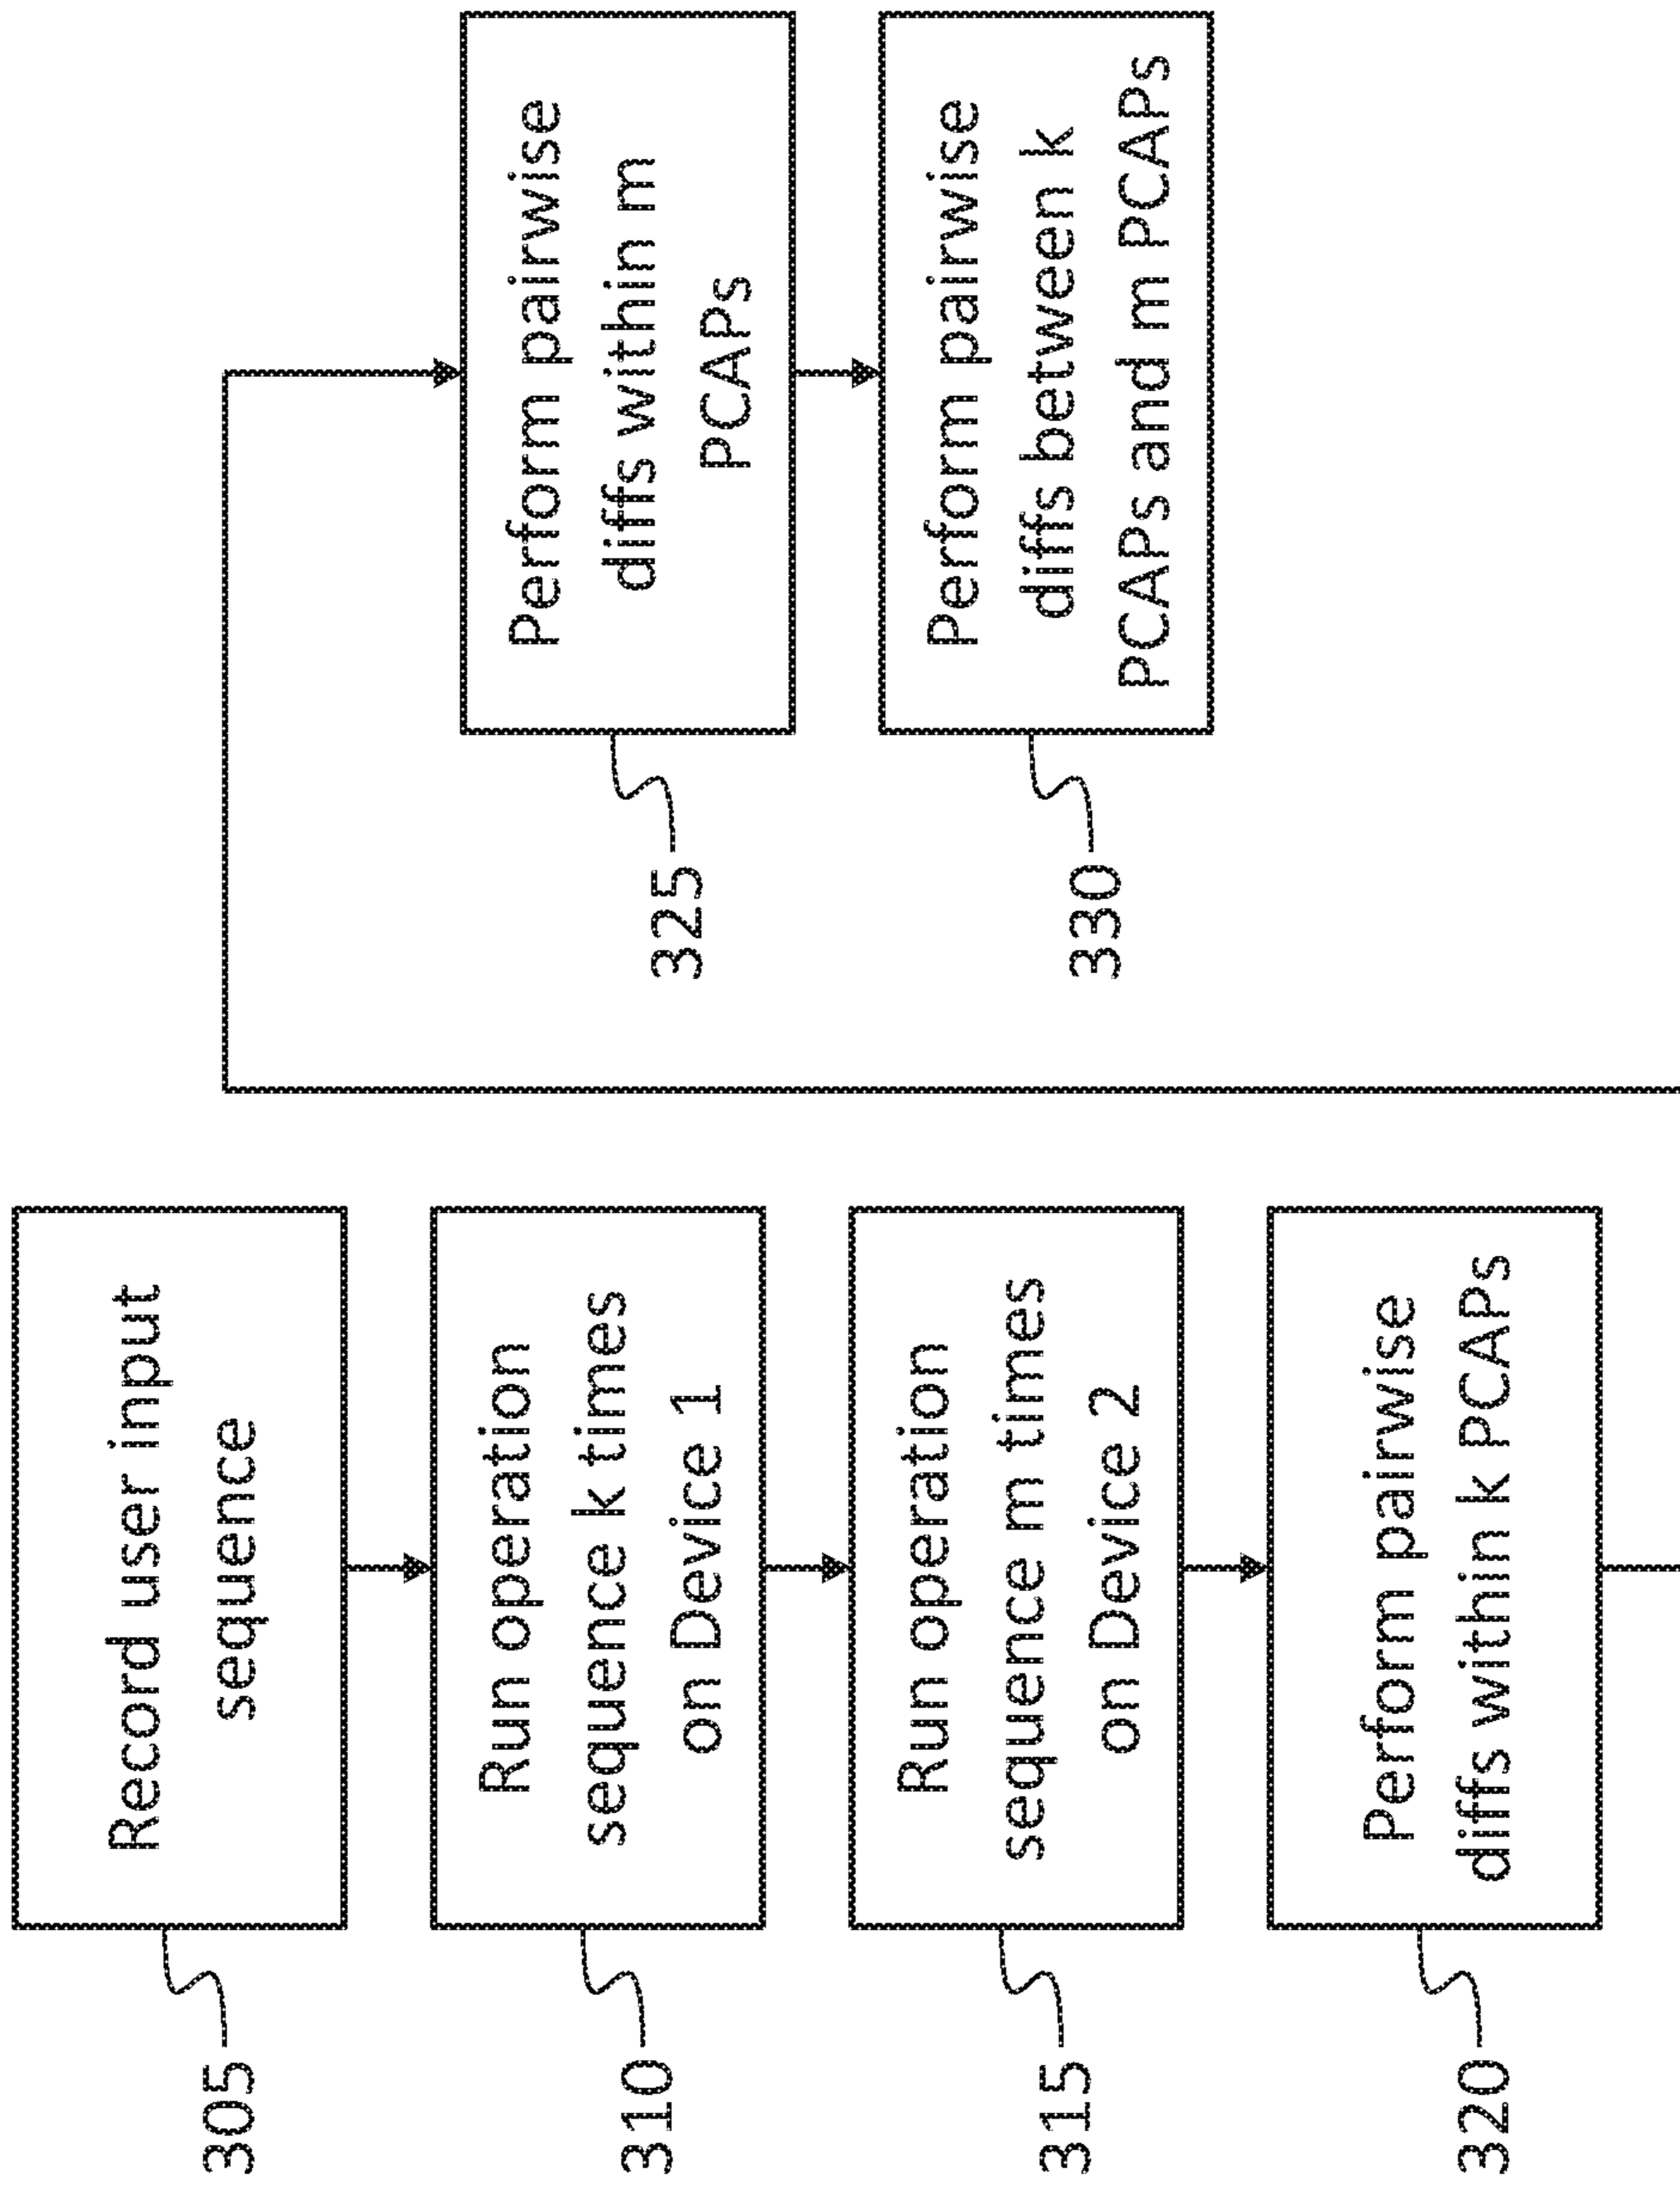 305
Record user input
sequence
310
Run operation
sequence k times
on Device 1
315
Run operation
sequence m times
on Device 2
320
Perform pairwise
diffs within k PCAPs
325
Perform pairwise
diffs within m
PCAPs
330
Perform pairwise
diffs between k
PCAPs and m PCAPs